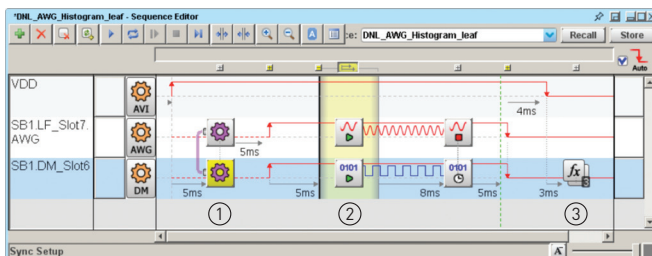 *DNL_AWG_Histogram_leaf - Sequence Editor
e: DNL_AWG_Histogram_leaf Recall Store
Auto
VDD
AVI
4ms
SB1.LF_Slot7.
AWG
AWG
5ms
SB1.DM_Slot6
DM
0101
0101
fx
3
5ms 5ms 8ms 5ms 3ms
1 2 3
Sync Setup